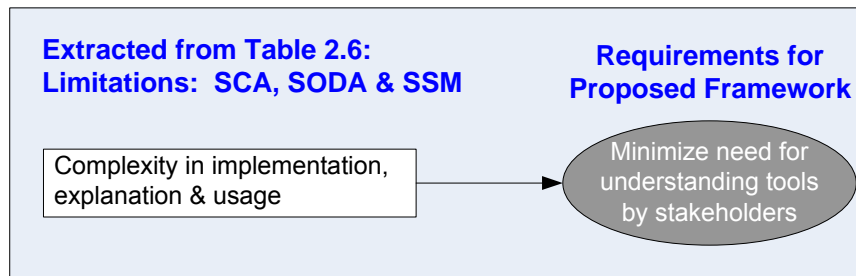 Extracted from Table 2.6:
Limitations:  SCA, SODA & SSM
Requirements for
Proposed Framework
Complexity in implementation,
explanation & usage
Minimize need for
understanding tools
by stakeholders